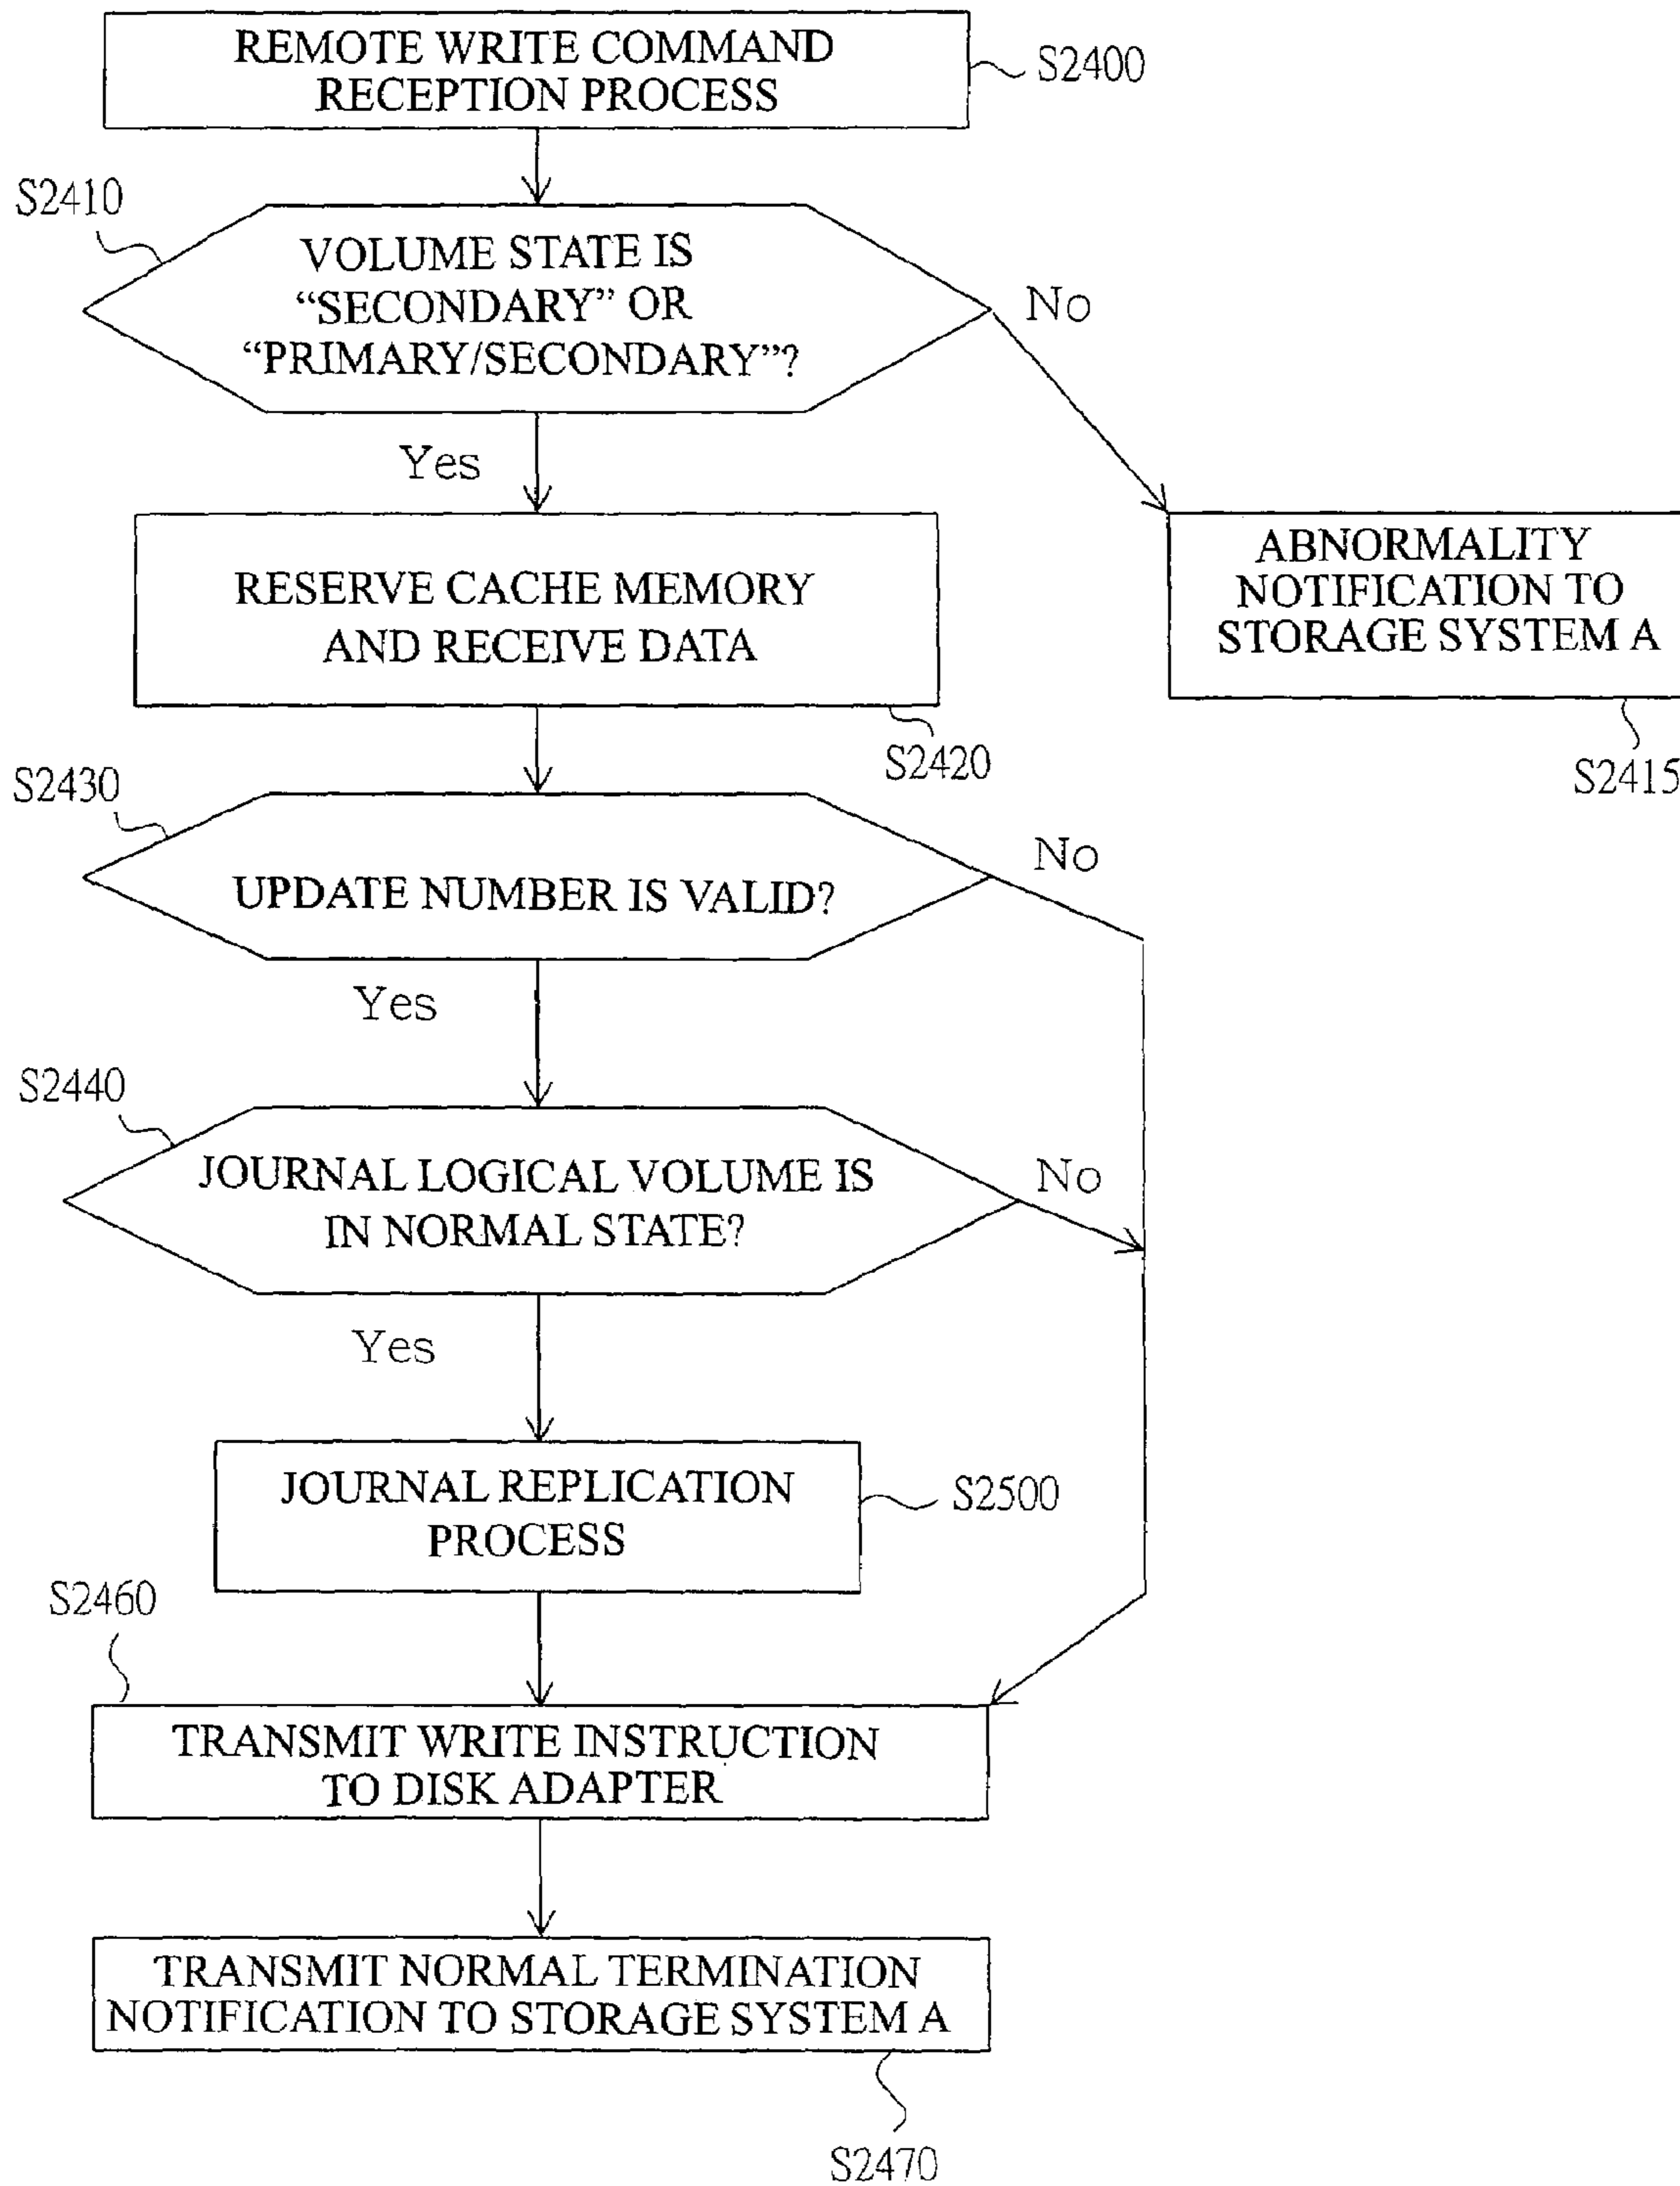 REMOTE WRITE COMMAND
RECEPTION PROCESS
S2400
S2410
VOLUME STATE IS
“SECONDARY” OR
“PRIMARY/SECONDARY”?
No
Yes
ABNORMALITY
NOTIFICATION TO
STORAGE SYSTEM A
S2415
RESERVE CACHE MEMORY
AND RECEIVE DATA
S2420
S2430
UPDATE NUMBER IS VALID?
No
Yes
S2440
JOURNAL LOGICAL VOLUME IS
IN NORMAL STATE?
No
Yes
JOURNAL REPLICATION
PROCESS
S2500
S2460
TRANSMIT WRITE INSTRUCTION
TO DISK ADAPTER
TRANSMIT NORMAL TERMINATION
NOTIFICATION TO STORAGE SYSTEM A
S2470